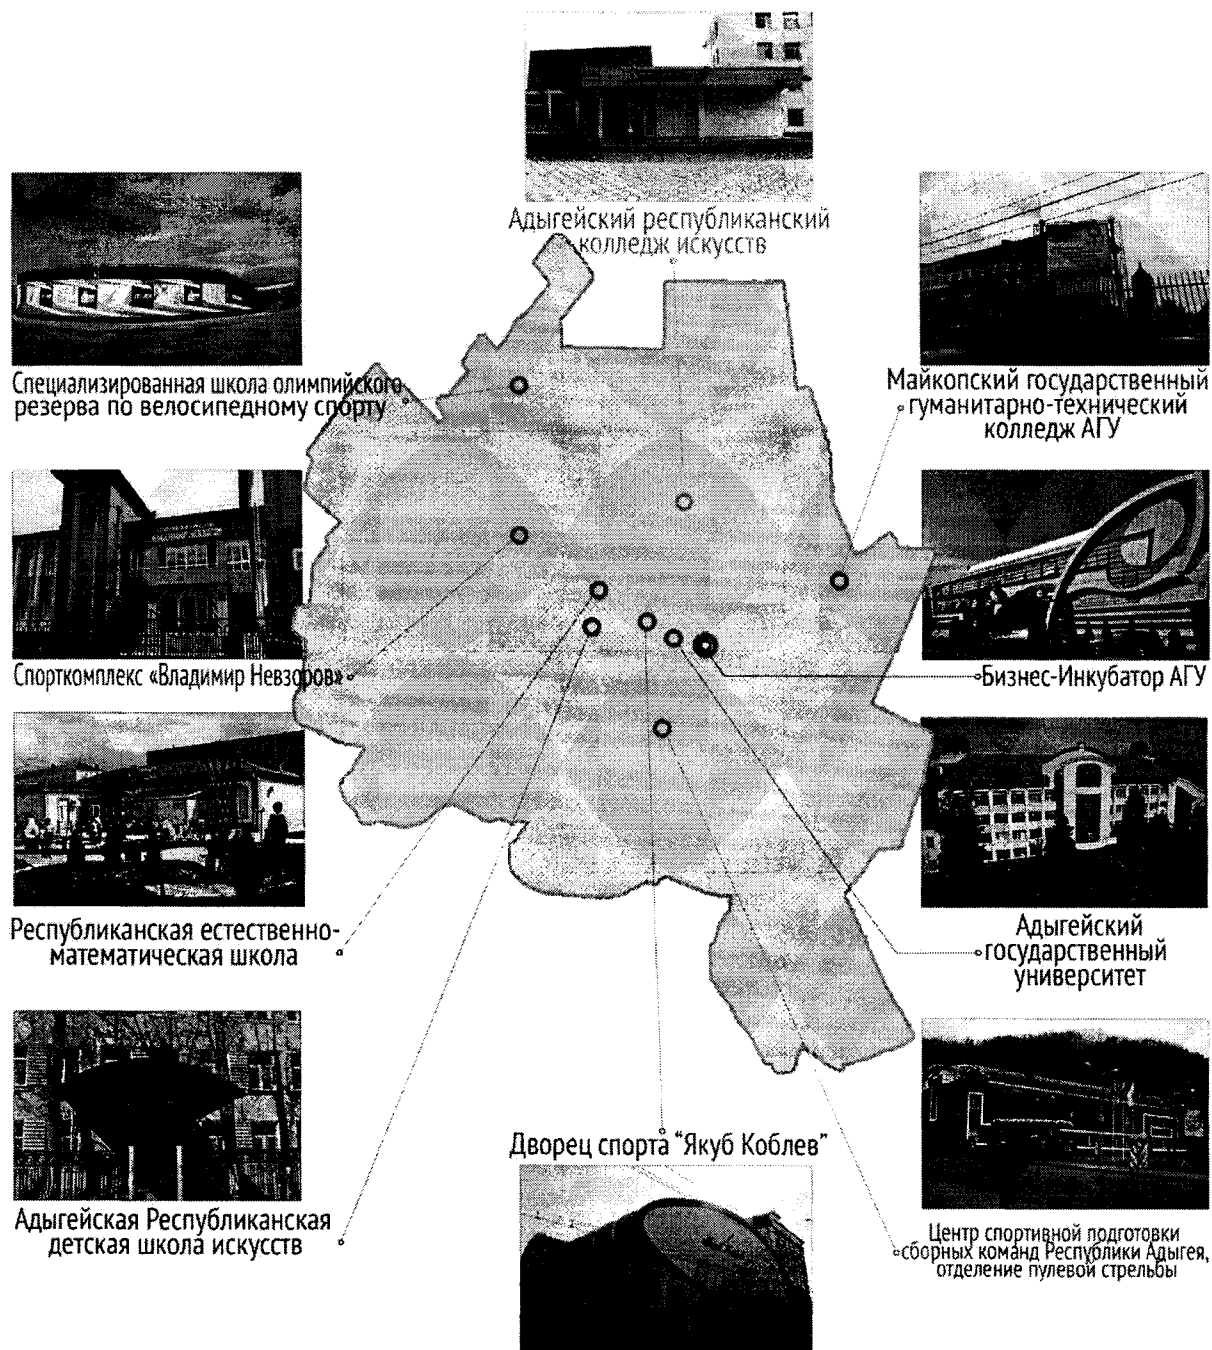 Адыгейский республиканский
колледж искусств
Специализированная школа олимпийского
резерва по велосипедному спорту
Майкопский государственный
гуманитарно-технический
колледж АГУ
Спорткомплекс «Владимир Невзоров»
Бизнес-Инкубатор АГУ
Республиканская естественно-
математическая школа
Адыгейский
государственный
университет
Адыгейская Республиканская
детская школа искусств
Дворец спорта “Якуб Коблев”
Центр спортивной подготовки
сборных команд Республики Адыгея,
отделение пулевой стрельбы